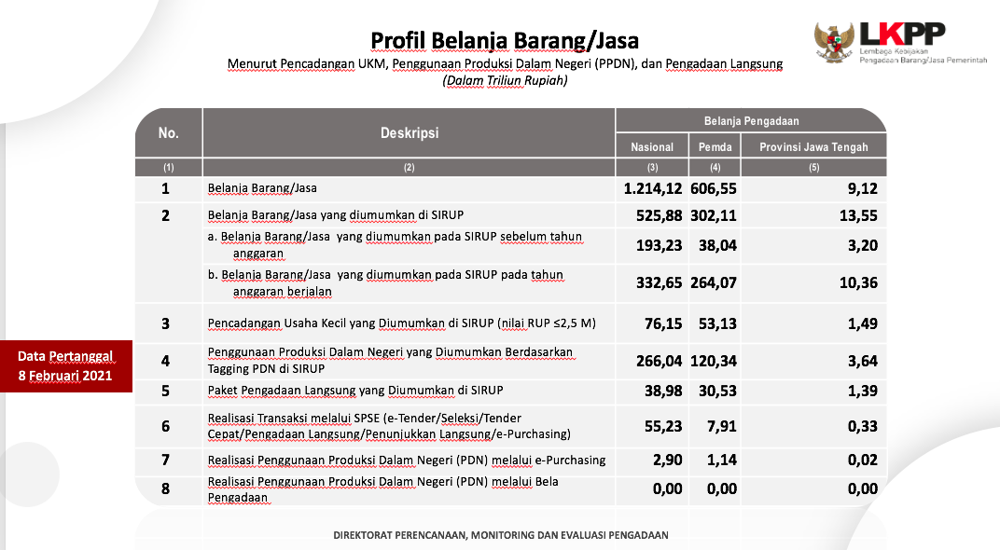 Profil Belanja Barang/Jasa
Menurut Pencadangan UKM, Penggunaan Produksi Dalam Negeri (PPDN), dan Pengadaan Langsung
(Dalam Triliun Rupiah)
LKPP
Lembaga Kebijakan
Pengadaan Barang/Jasa Pemerintah
No. Deskripsi Belanja Pengadaan
Nasional Pemda Provinsi Jawa Tengah
(1) (2) (3) (4) (5)
1 Belanja Barang/Jasa 1.214,12 606,55 9,12
2 Belanja Barang/Jasa yang diumumkan di SIRUP 525,88 302,11 13,55
a. Belanja Barang/Jasa yang diumumkan pada SIRUP sebelum tahun
anggaran 193,23 38,04 3,20
b. Belanja Barang/Jasa yang diumumkan pada SIRUP pada tahun
anggaran berjalan 332,65 264,07 10,36
3 Pencadangan Usaha Kecil yang Diumumkan di SIRUP (nilai RUP ≤2,5 M) 76,15 53,13 1,49
Data Pertanggal
8 Februari 2021
4 Penggunaan Produksi Dalam Negeri yang Diumumkan Berdasarkan
Tagging PDN di SIRUP 266,04 120,34 3,64
5 Paket Pengadaan Langsung yang Diumumkan di SIRUP 38,98 30,53 1,39
6 Realisasi Transaksi melalui SPSE (e-Tender/Seleksi/Tender
Cepat/Pengadaan Langsung/Penunjukkan Langsung/e-Purchasing) 55,23 7,91 0,33
7 Realisasi Penggunaan Produksi Dalam Negeri (PDN) melalui e-Purchasing 2,90 1,14 0,02
8 Realisasi Penggunaan Produksi Dalam Negeri (PDN) melalui Bela
Pengadaan 0,00 0,00 0,00
DIREKTORAT PERENCANAAN, MONITORING DAN EVALUASI PENGADAAN